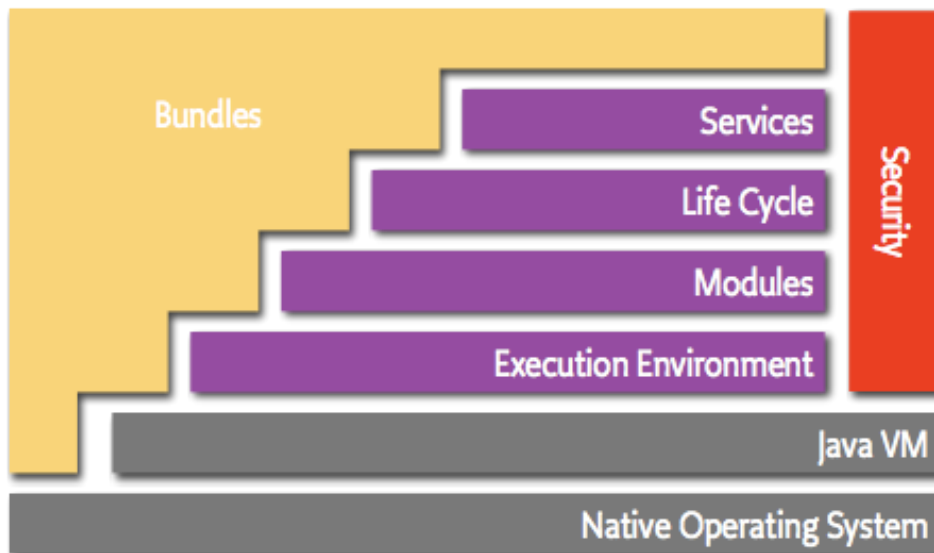 Bundles
Services
Life Cycle
Modules
Execution Environment
Security
Java VM
Native Operating System